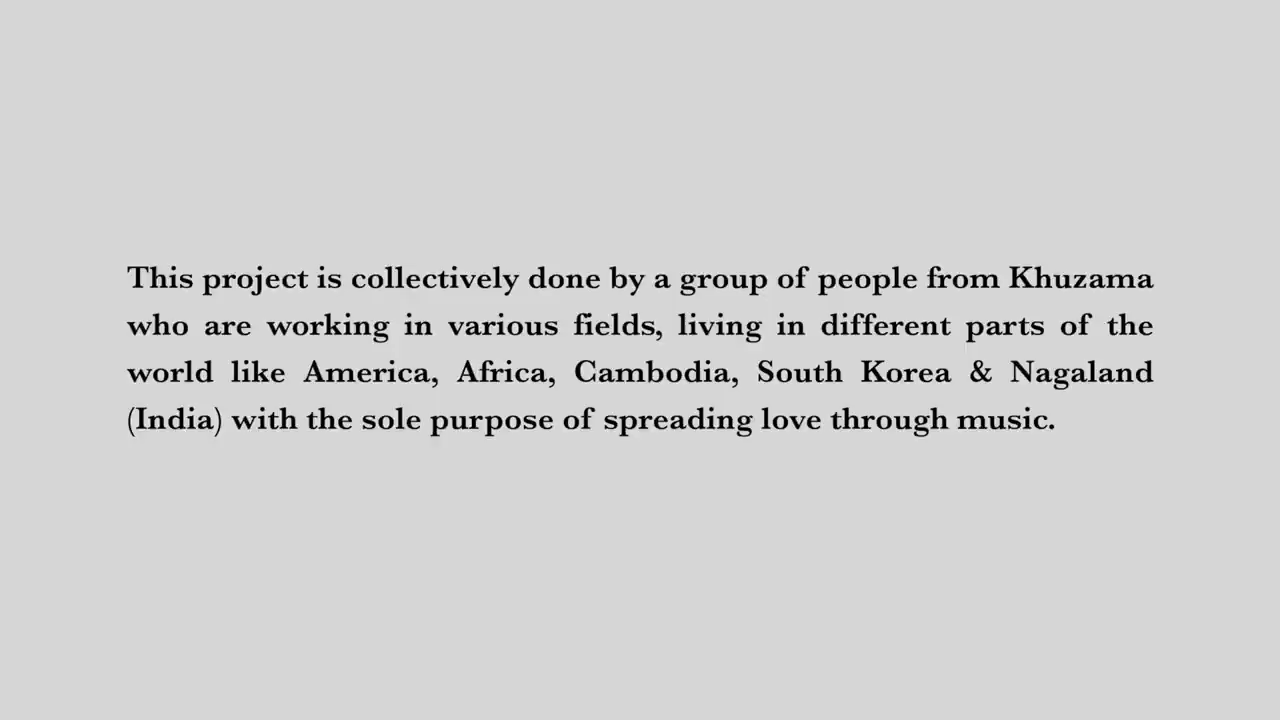 This project is collectively done by a group of people from Khuzama
who are working in various fields, living in different parts of the
world like America, Africa, Cambodia, South Korea & Nagaland
(India) with the sole purpose of spreading love through music.